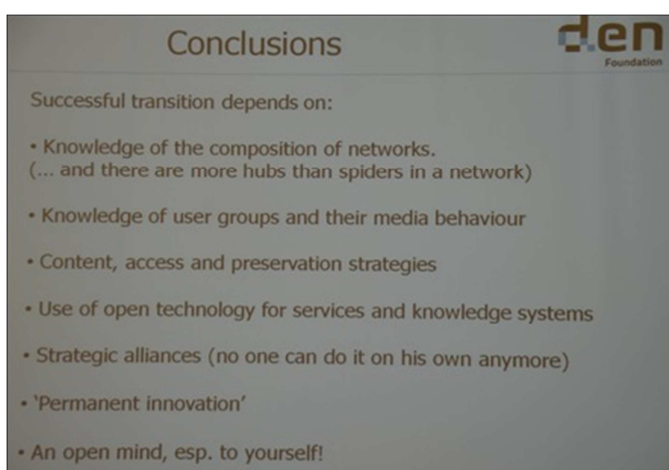 Conclusions
den
Foundation
Successful transition depends on:
• Knowledge of the composition of networks.
(... and there are more hubs than spiders in a network)
• Knowledge of user groups and their media behaviour
• Content, access and preservation strategies
• Use of open technology for services and knowledge systems
• Strategic alliances (no one can do it on his own anymore)
• 'Permanent innovation'
• An open mind, esp. to yourself!